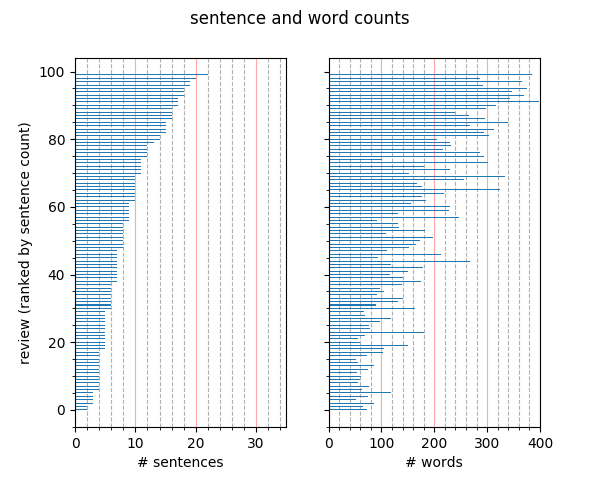 sentence and word counts
review (ranked by sentence count)
100
80
60
40
20
0
0 10 20 30
0 100 200 300 400
# sentences
# words